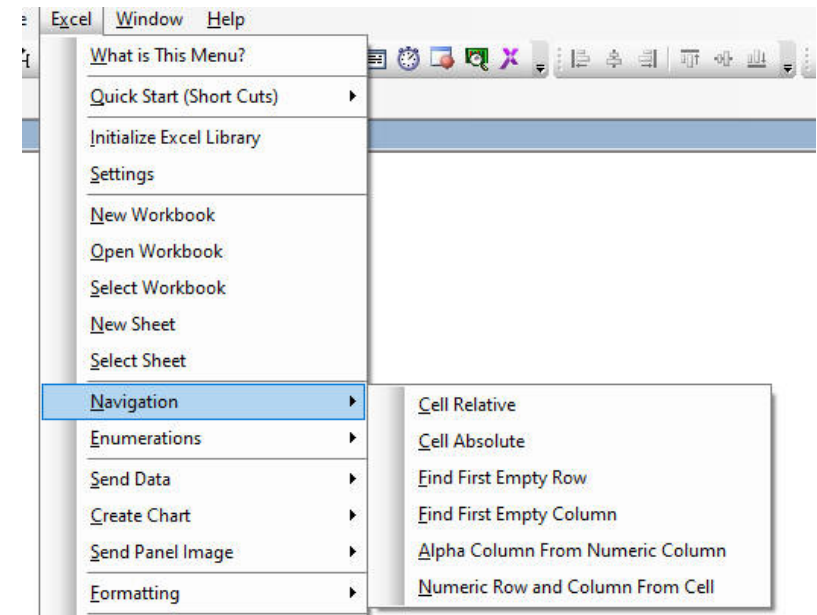 Excel Window Help
What is This Menu?
Quick Start (Short Cuts)
Initialize Excel Library
Settings
New Workbook
Open Workbook
Select Workbook
New Sheet
Select Sheet
Navigation
Enumerations
Send Data
Create Chart
Send Panel Image
Formatting
Cell Relative
Cell Absolute
Find First Empty Row
Find First Empty Column
Alpha Column From Numeric Column
Numeric Row and Column From Cell